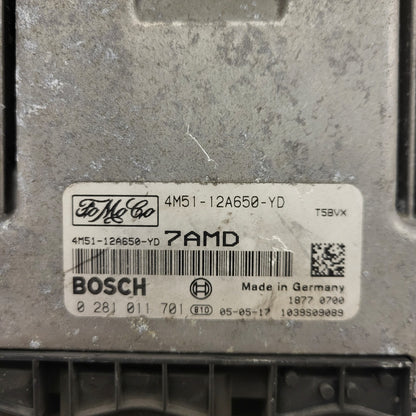 FoMoCo 4M51-12A650-YD T5BVX
4M51-12A650-YD 7AMD
BOSCH Made in Germany
1877 0700
0 281 011 701 810 05-05-17 1039S09089